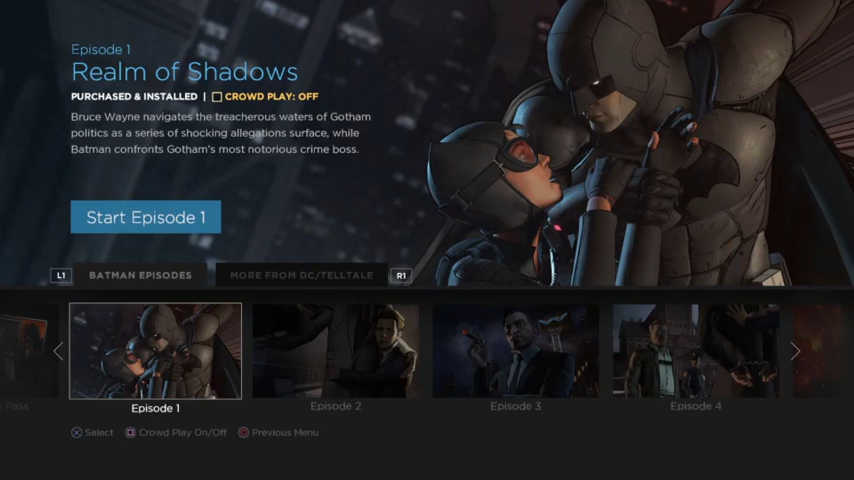 Episode 1
Realm of Shadows
PURCHASED & INSTALLED | CROWD PLAY: OFF
Bruce Wayne navigates the treacherous waters of Gotham
politics as a series of shocking allegations surface, while
Batman confronts Gotham's most notorious crime boss.
Start Episode 1
L1 BATMAN EPISODES MORE FROM DC/TELLTALE R1
Pass Episode 1 Episode 2 Episode 3 Episode 4
Select Crowd Play On/Off Previous Menu